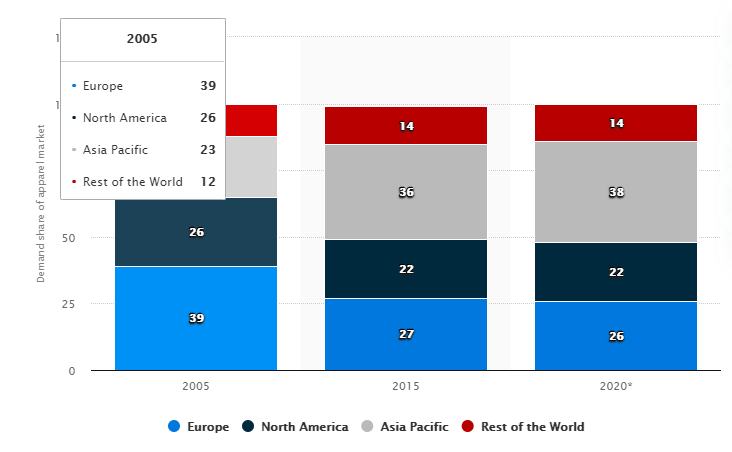 2005
Europe 39
North America 26
Asia Pacific 23
Rest of the World 12
Demand share of apparel market
50
25
0
26
39
14
36
22
27
14
38
22
26
2005 2015 2020*
Europe North America Asia Pacific Rest of the World